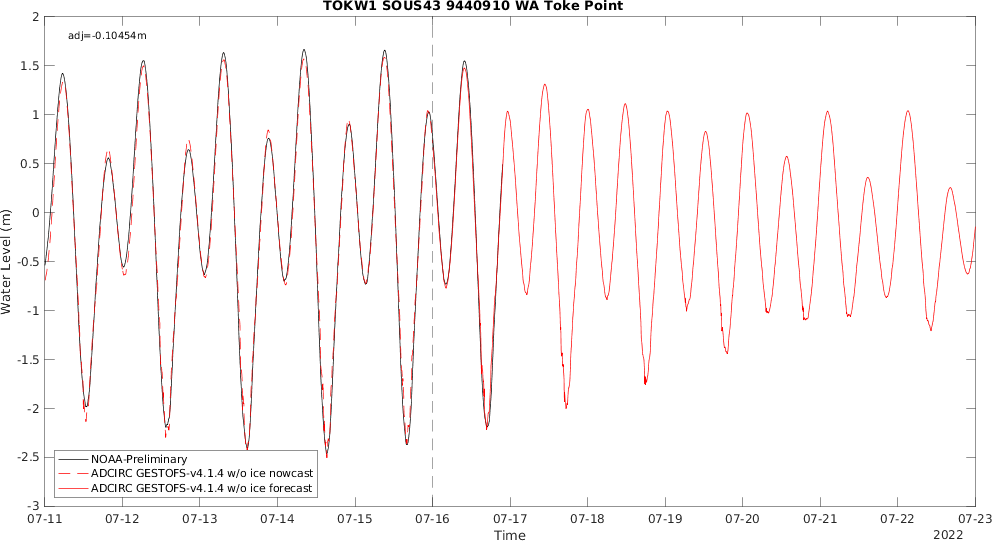 TOKW1 SOUS43 9440910 WA Toke Point
adj=-0.10454m
2
1.5
1
0.5
0
-0.5
-1
-1.5
-2
-2.5
-3
Water Level (m)
NOAA-Preliminary
ADCIRC GESTOFS-v4.1.4 w/o ice nowcast
ADCIRC GESTOFS-v4.1.4 w/o ice forecast
07-11 07-12 07-13 07-14 07-15 07-16 07-17 07-18 07-19 07-20 07-21 07-22 07-23
Time
2022